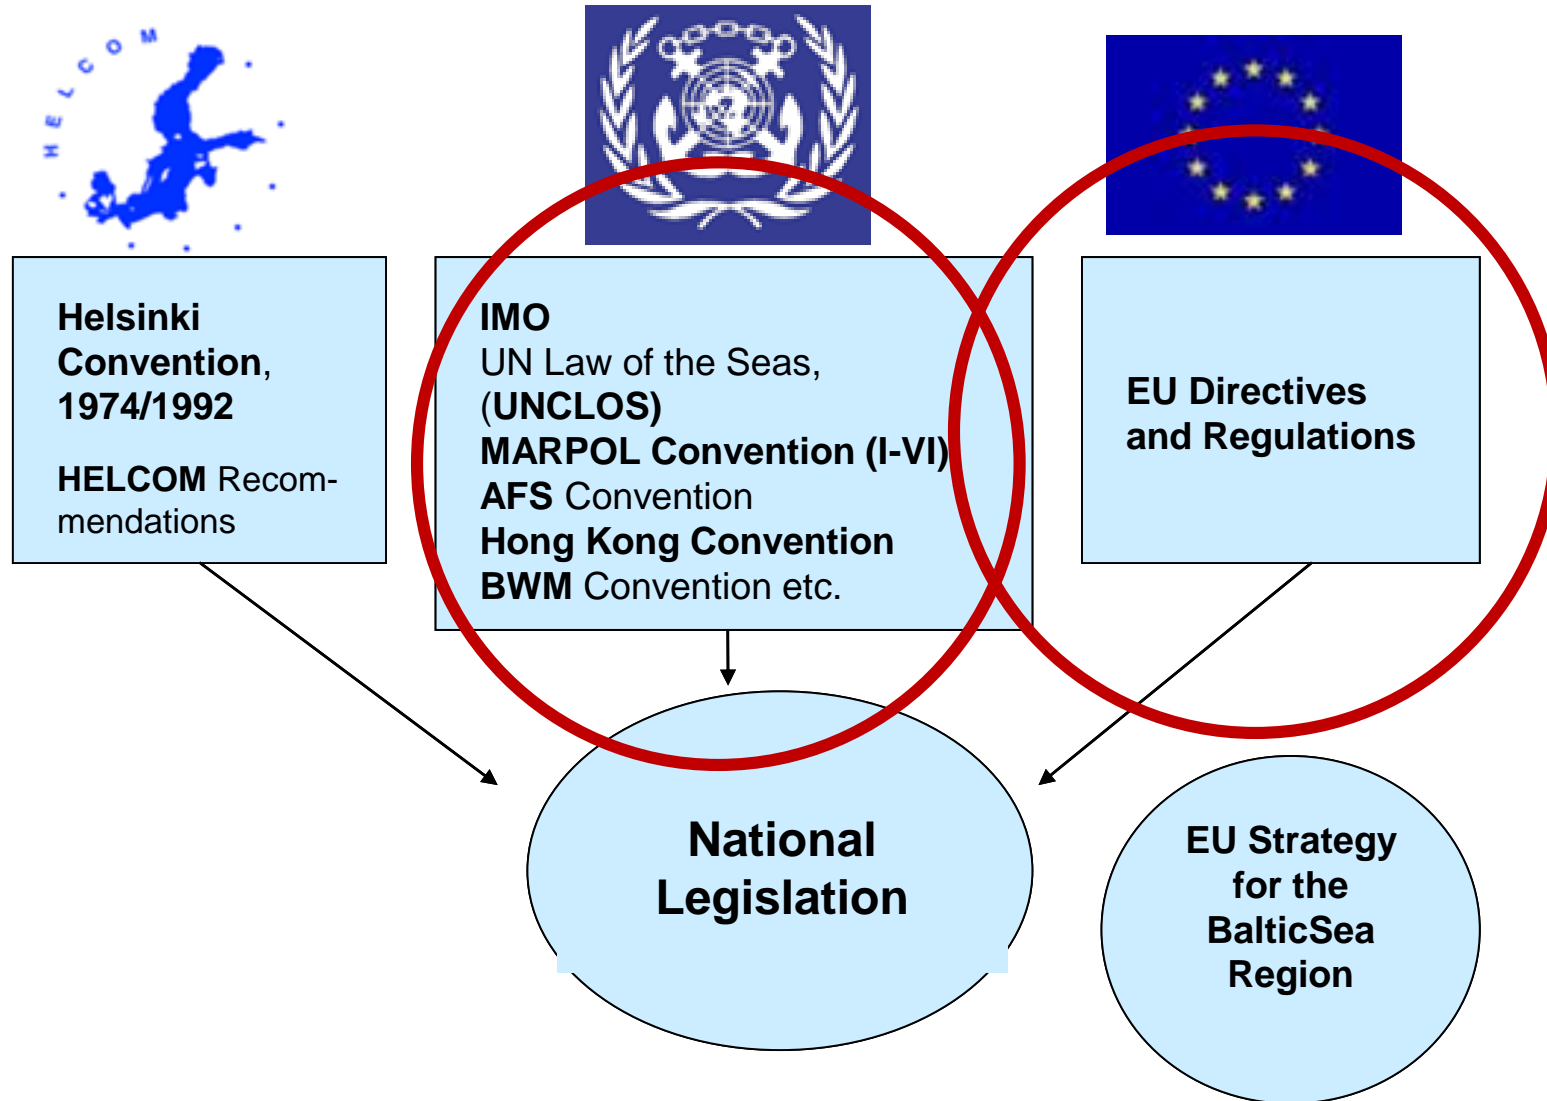 HELCOM
Helsinki
Convention,
1974/1992
HELCOM Recom-
mendations
IMO
UN Law of the Seas,
(UNCLOS)
MARPOL Convention (I-VI)
AFS Convention
Hong Kong Convention
BWM Convention etc.
EU Directives
and Regulations
National
Legislation
EU Strategy
for the
BalticSea
Region